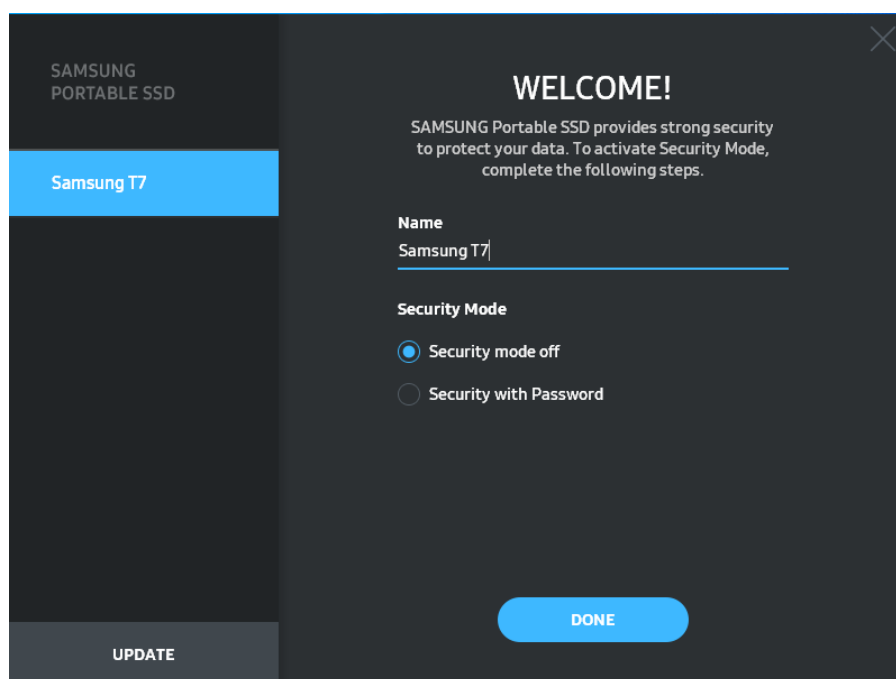 SAMSUNG
PORTABLE SSD
Samsung T7
UPDATE
WELCOME!
SAMSUNG Portable SSD provides strong security
to protect your data. To activate Security Mode,
complete the following steps.
Name
Samsung T7
Security Mode
Security mode off
Security with Password
DONE